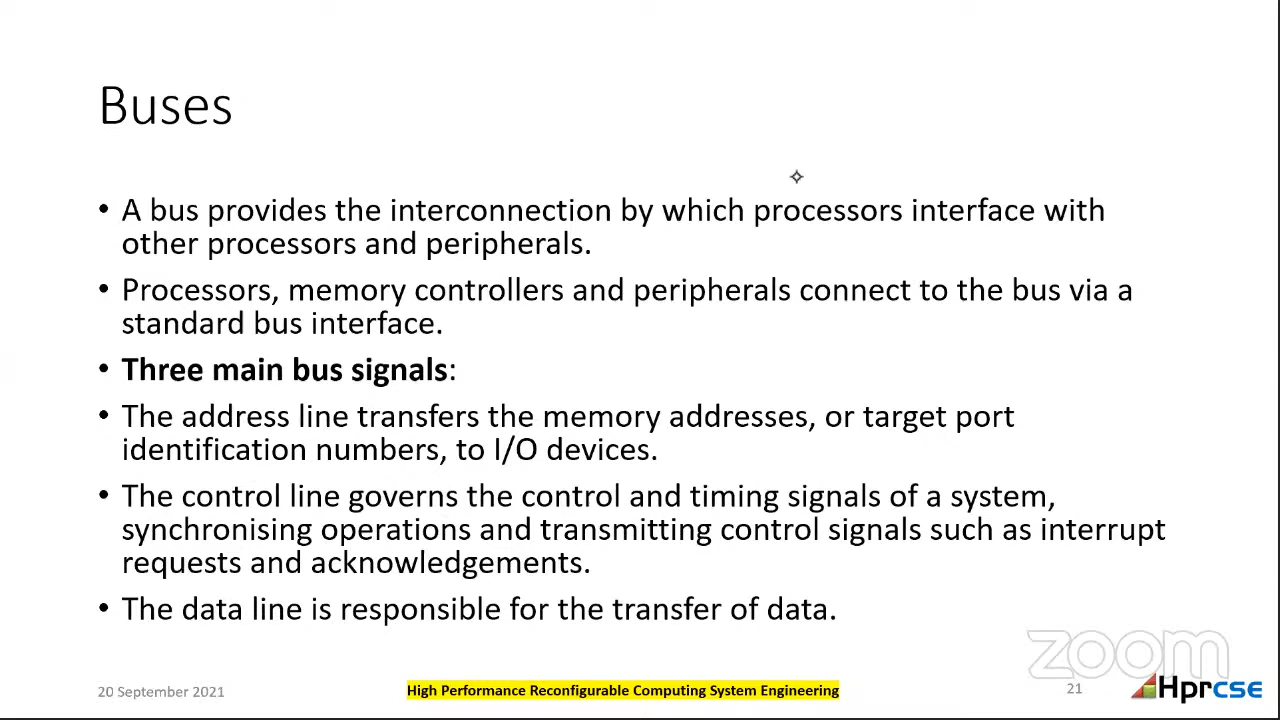 Buses
• A bus provides the interconnection by which processors interface with
other processors and peripherals.
• Processors, memory controllers and peripherals connect to the bus via a
standard bus interface.
• Three main bus signals:
• The address line transfers the memory addresses, or target port
identification numbers, to I/O devices.
• The control line governs the control and timing signals of a system,
synchronising operations and transmitting control signals such as interrupt
requests and acknowledgements.
• The data line is responsible for the transfer of data.
zoom
20 September 2021
High Performance Reconfigurable Computing System Engineering
21
Hprcse